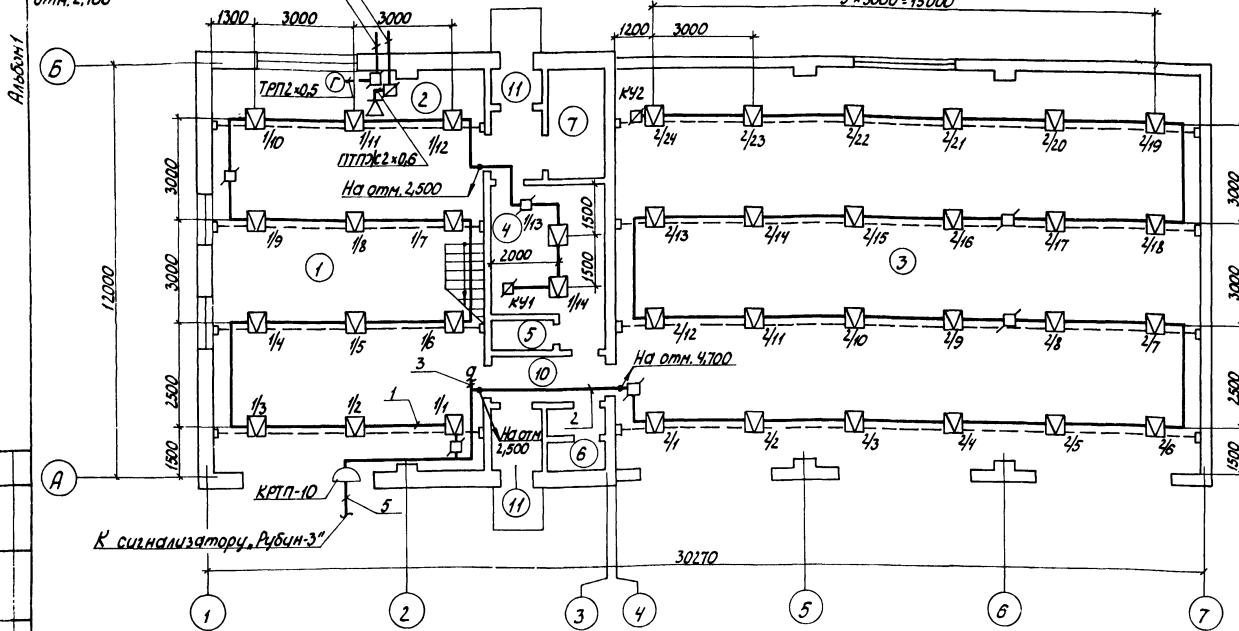 отм. 2,100
5×3000=15000
1300 3000 3000
1200 3000
Альбом 1
Б
Г
ТРП2×0,5
2
11
7
КУ2
1/10 1/11 1/12
2/24 2/23 2/22 2/21 2/20 2/19
ПТПЖ2×0,6
На отм. 2,500
3000
3000
4
1/13
1500
1/9 1/8 1/7
2/13 2/14 2/15 2/16 2/17 2/18
1
2000
3
12000
3000
1500
3000
КУ1
1/14
1/4 1/5 1/6
5
2/12 2/11 2/10 2/9 2/8 2/7
10
На отм. 4,700
3
2500
2500
1/3 1/2 1 1/1
На отм. 2,500
2
6
2/1 2/2 2/3 2/4 2/5 2/6
1500
1500
А
КРТП-10
5
11
К сигнализатору „Рубин-3"
30270
1 2 3 4 5 6 7